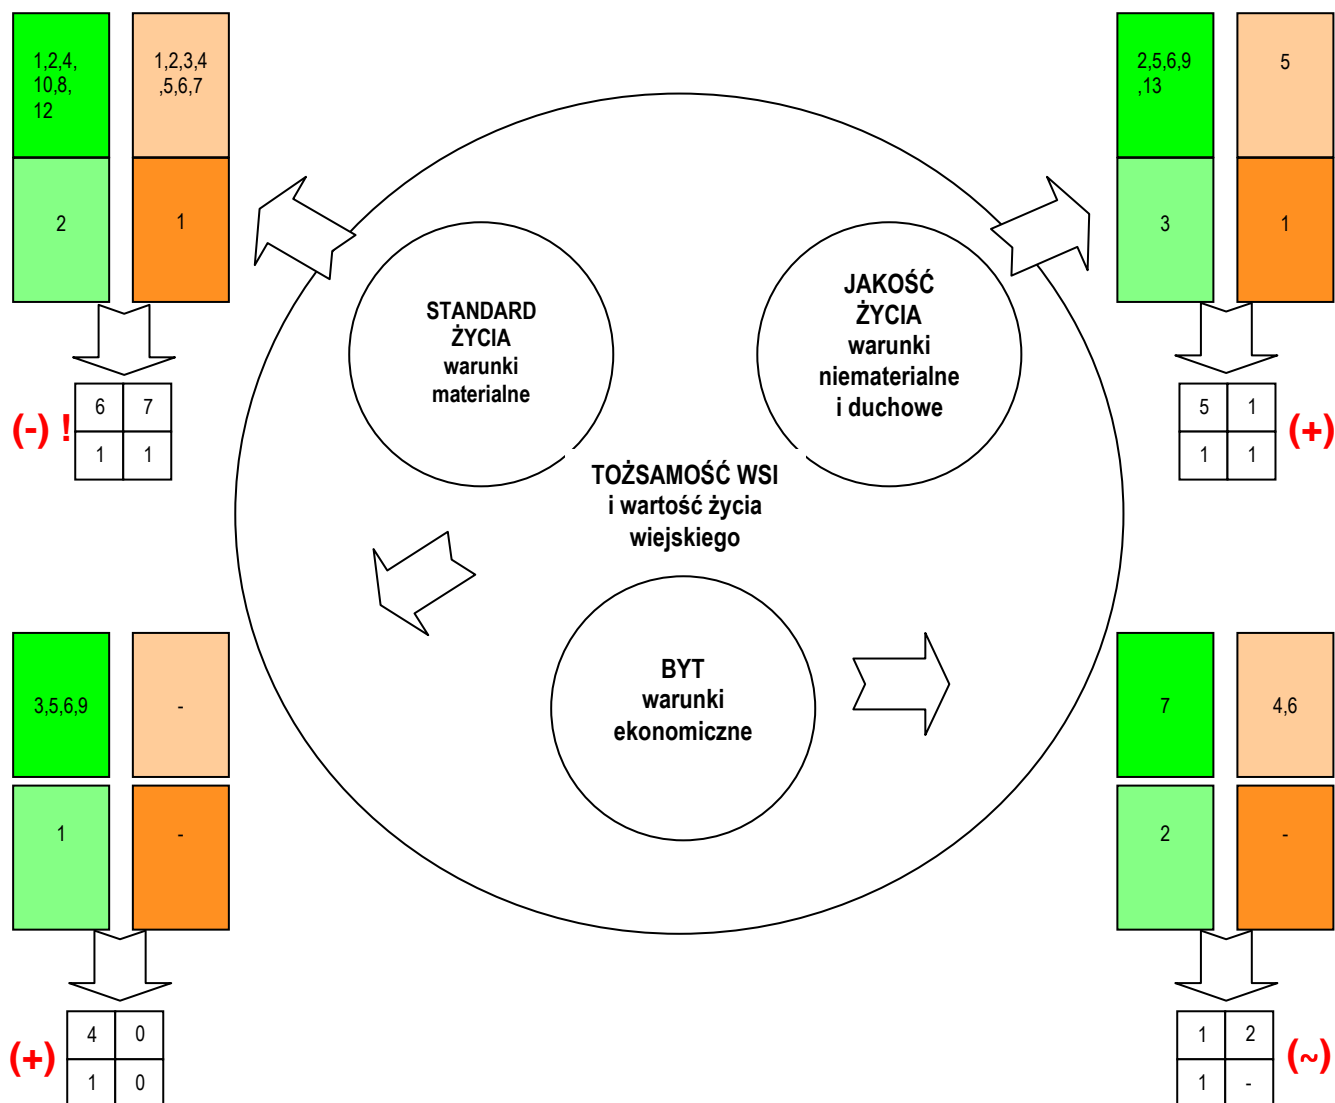 1,2,4,
10,8,
12
1,2,3,4
,5,6,7
2
1
6 7
1 1
(-) !
2,5,6,9
,13
5
3
1
5 1
1 1
(+)
STANDARD
ŻYCIA
warunki
materialne
JAKOŚĆ
ŻYCIA
warunki
niematerialne
i duchowe
TOŻSAMOŚĆ WSI
i wartość życia
wiejskiego
BYT
warunki
ekonomiczne
3,5,6,9
-
1
-
(+)
4 0
1 0
7
4,6
2
-
1 2
1 -
(~)